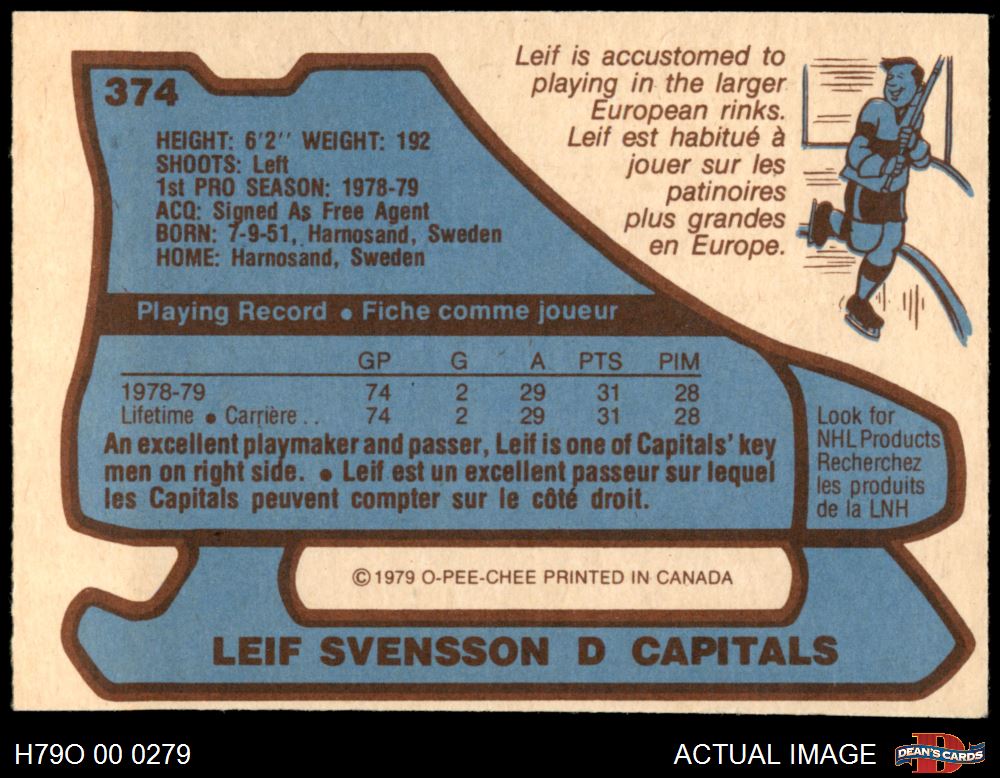 374
HEIGHT: 6'2'' WEIGHT: 192
SHOOTS: Left
1st PRO SEASON: 1978-79
ACQ: Signed As Free Agent
BORN: 7-9-51, Harnosand, Sweden
HOME: Harnosand, Sweden
Leif is accustomed to
playing in the larger
European rinks.
Leif est habitué à
jouer sur les
patinoires
plus grandes
en Europe.
Playing Record • Fiche comme joueur
GP G A PTS PIM
1978-79 74 2 29 31 28
Lifetime • Carrière .. 74 2 29 31 28
An excellent playmaker and passer, Leif is one of Capitals' key
men on right side. • Leif est un excellent passeur sur lequel
les Capitals peuvent compter sur le côté droit.
Look for
NHL Products
Recherchez
les produits
de la LNH
© 1979 O-PEE-CHEE PRINTED IN CANADA
LEIF SVENSSON D CAPITALS
H79O 00 0279
ACTUAL IMAGE
D
DEAN'S CARDS